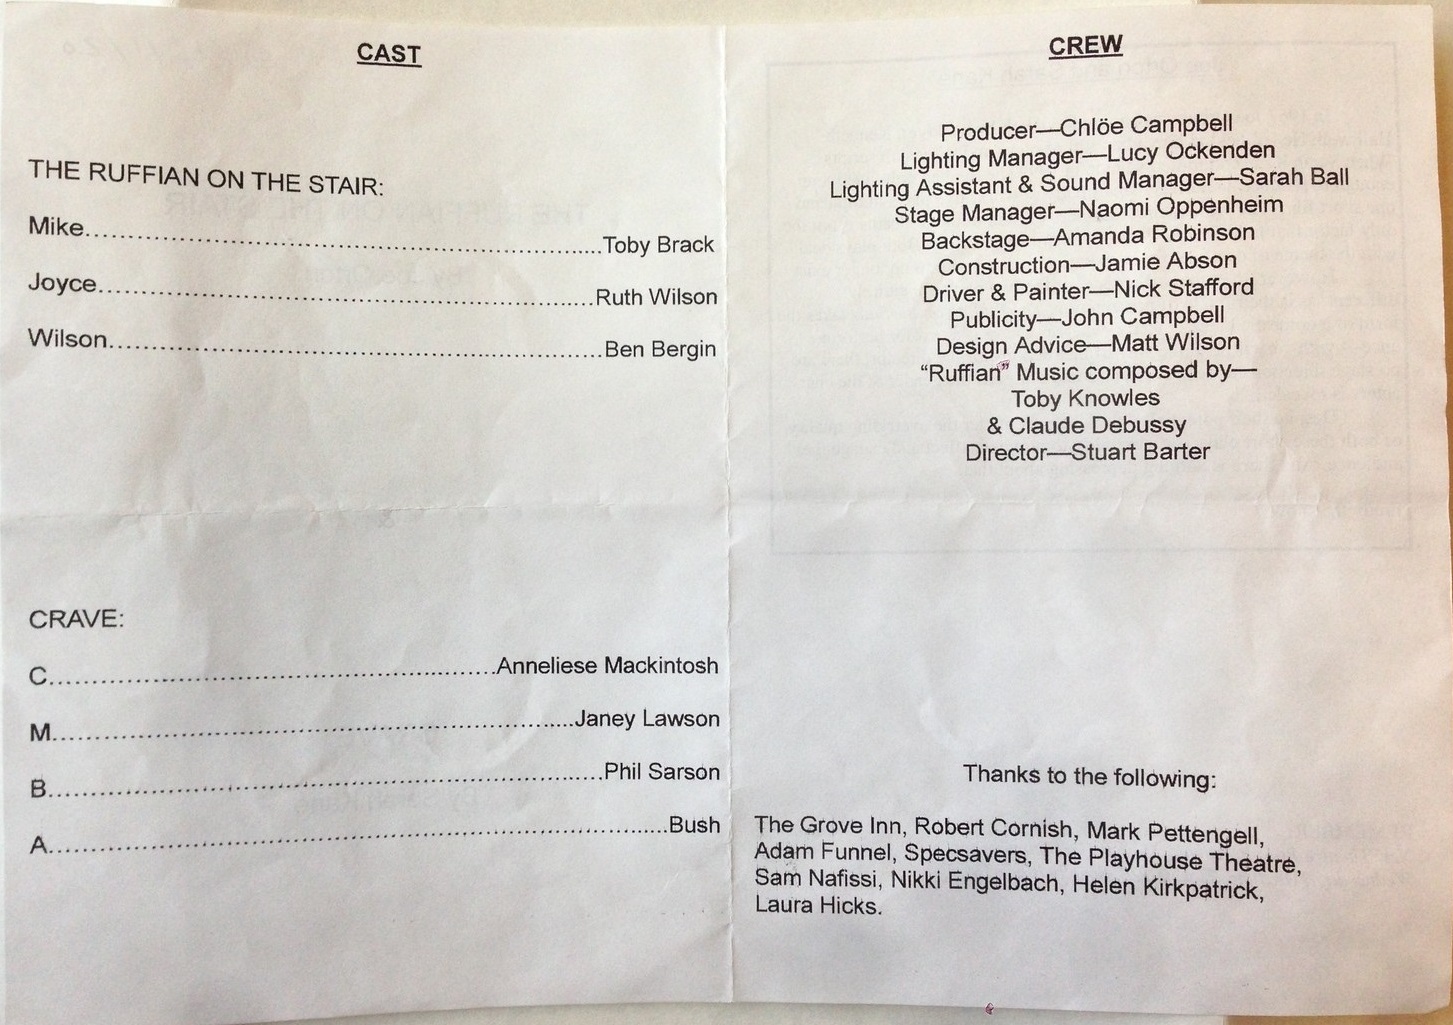 CAST
THE RUFFIAN ON THE STAIR:
Mike..........Toby Brack
Joyce..........Ruth Wilson
Wilson..........Ben Bergin
CRAVE:
C..........Anneliese Mackintosh
M..........Janey Lawson
B..........Phil Sarson
A..........Bush
CREW
Producer—Chlöe Campbell
Lighting Manager—Lucy Ockenden
Lighting Assistant & Sound Manager—Sarah Ball
Stage Manager—Naomi Oppenheim
Backstage—Amanda Robinson
Construction—Jamie Abson
Driver & Painter—Nick Stafford
Publicity—John Campbell
Design Advice—Matt Wilson
“Ruffian” Music composed by—
Toby Knowles
& Claude Debussy
Director—Stuart Barter
Thanks to the following:
The Grove Inn, Robert Cornish, Mark Pettengell,
Adam Funnel, Specsavers, The Playhouse Theatre,
Sam Nafissi, Nikki Engelbach, Helen Kirkpatrick,
Laura Hicks.